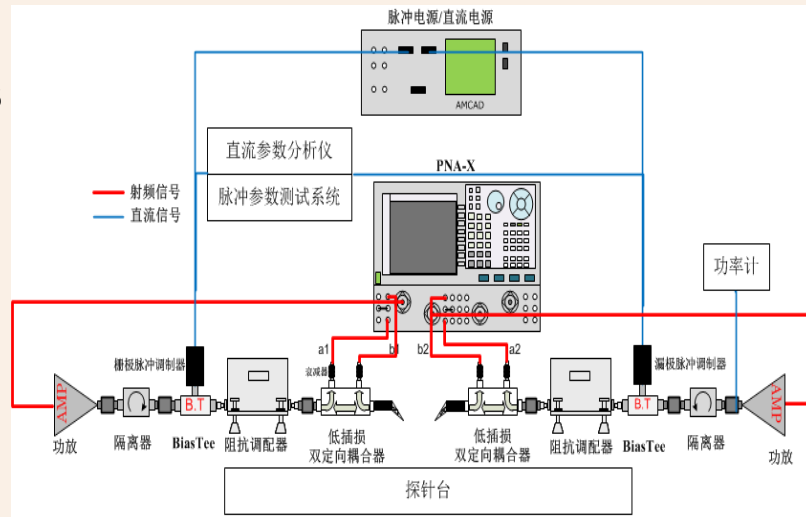 脉冲电源/直流电源
AMCAD
直流参数分析仪
脉冲参数测试系统
PNA-X
射频信号
直流信号
功率计
a1
b1
b2
a2
栅极脉冲调制器
衰减器
漏极脉冲调制器
AMP
B.T
B.T
AMP
功放
隔离器
BiasTee
阻抗调配器
低插损
双定向耦合器
低插损
双定向耦合器
阻抗调配器
BiasTee
隔离器
功放
探针台